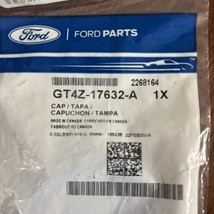 Ford
FORD PARTS
2268164
GT4Z-17632-A 1X
CAP / TAPA /
CAPUCHON / TAMPA
MADE IN CANADA
FABRIQUÉ AU CANADA